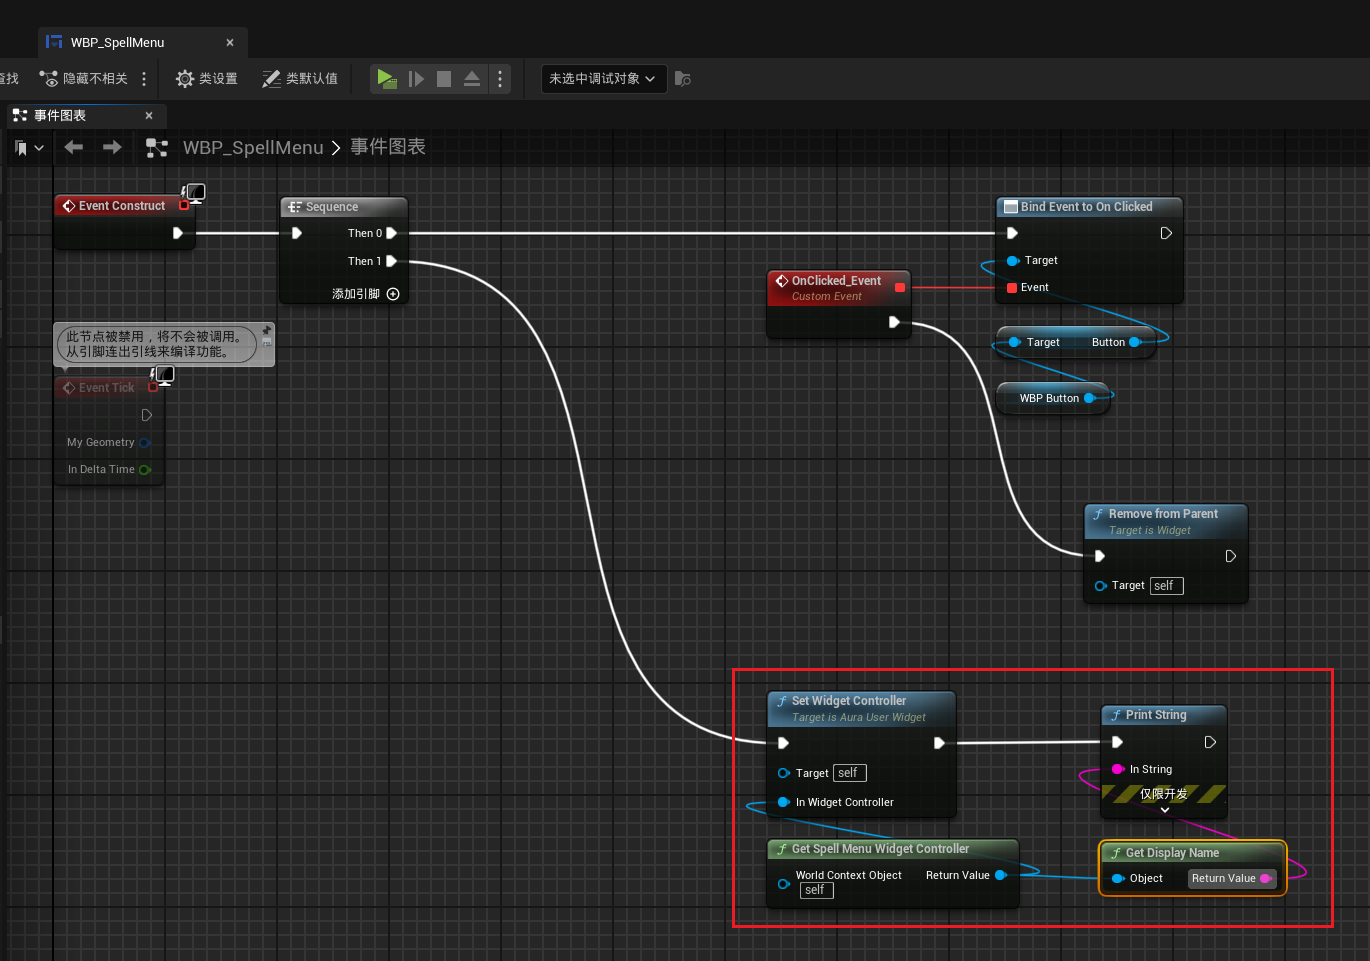 WBP_SpellMenu
查找
隐藏不相关
类设置
类默认值
未选中调试对象
事件图表
WBP_SpellMenu
事件图表
Event Construct
Sequence
Then 0
Then 1
添加引脚
Bind Event to On Clicked
Target
Event
OnClicked_Event
Custom Event
此节点被禁用，将不会被调用。
从引脚连出引线来编译功能。
Event Tick
My Geometry
In Delta Time
Target
Button
WBP Button
Remove from Parent
Target is Widget
Target self
Set Widget Controller
Target is Aura User Widget
Target self
In Widget Controller
Print String
In String
仅限开发
Get Spell Menu Widget Controller
World Context Object
self
Return Value
Get Display Name
Object
Return Value